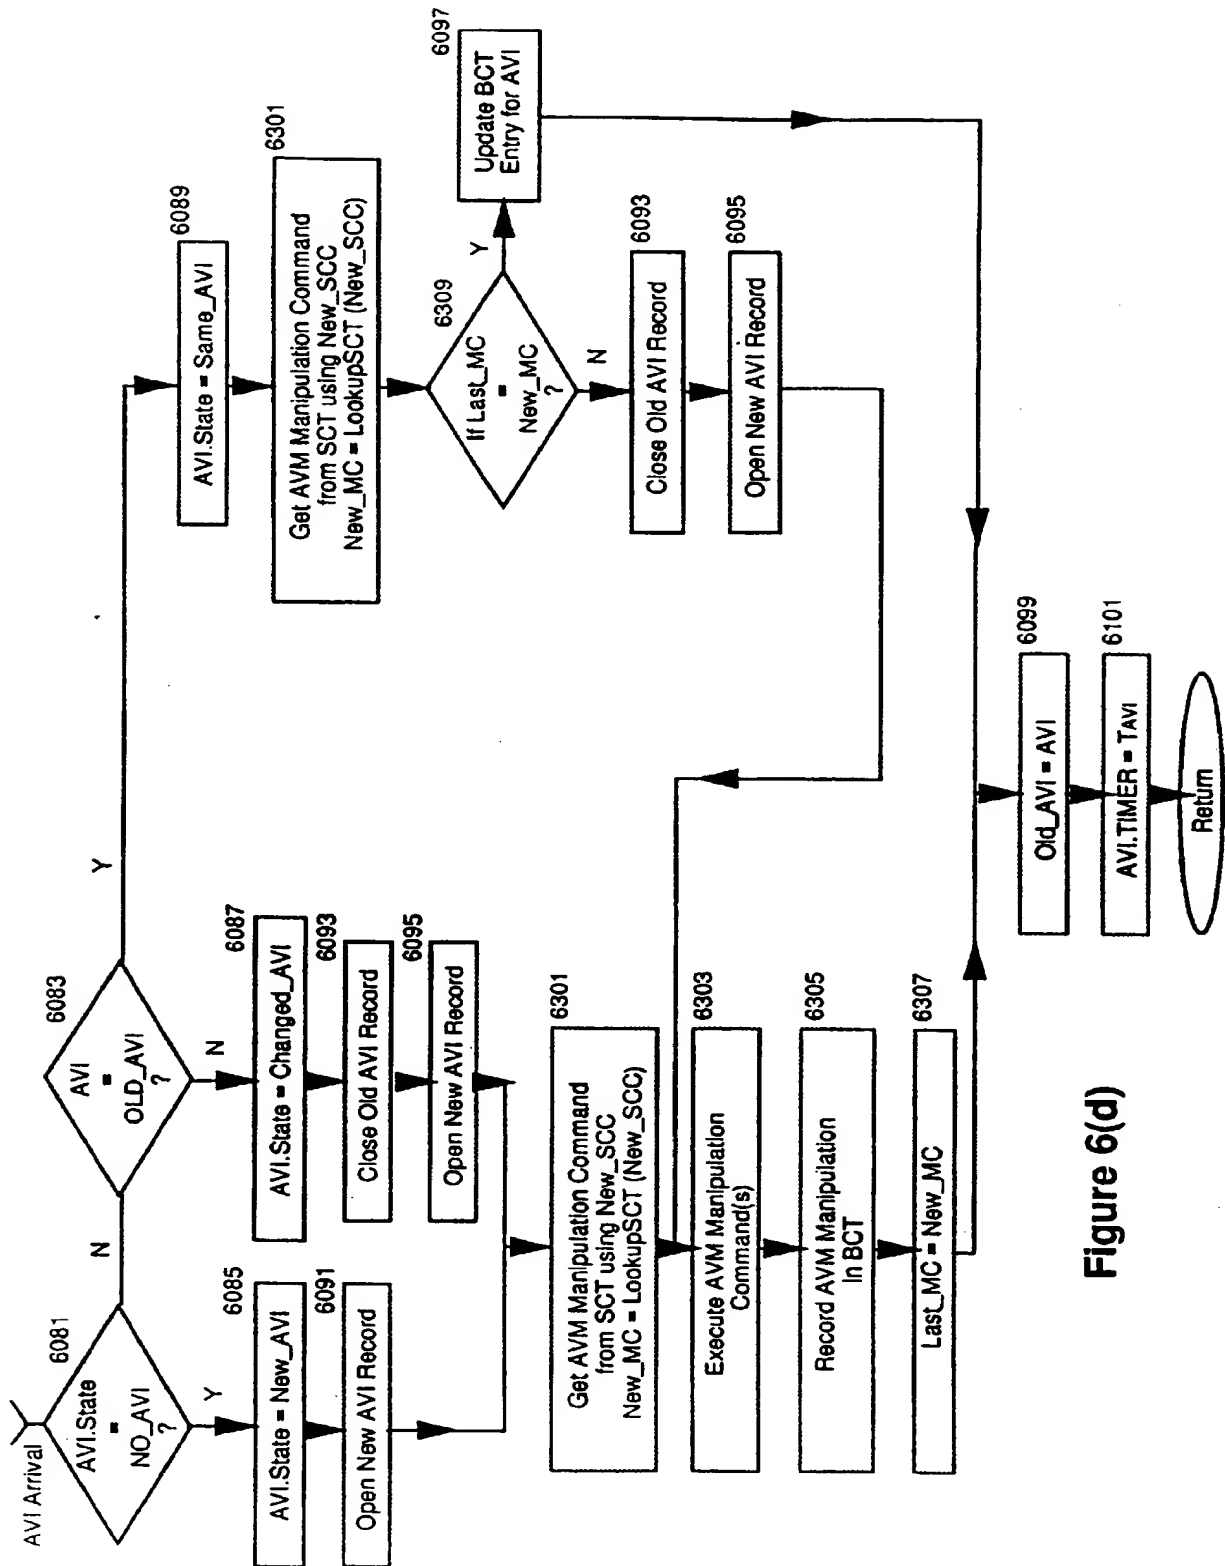 AVI Arrival
6081
AVI.State
=
NO_AVI
?
N
Y
6083
AVI
=
OLD_AVI
?
Y
N
6085
AVI.State = New_AVI
6091
Open New AVI Record
6087
AVI.State = Changed_AVI
6093
Close Old AVI Record
6095
Open New AVI Record
6089
AVI.State = Same_AVI
6301
Get AVM Manipulation Command
from SCT using New_SCC
New_MC = LookupSCT (New_SCC)
6309
If Last_MC
=
New_MC
?
Y
N
6097
Update BCT
Entry for AVI
6093
Close Old AVI Record
6095
Open New AVI Record
6301
Get AVM Manipulation Command
from SCT using New_SCC
New_MC = LookupSCT (New_SCC)
6303
Execute AVM Manipulation
Command(s)
6305
Record AVM Manipulation
In BCT
6307
Last_MC = New_MC
6099
Old_AVI = AVI
6101
AVI.TIMER = TAVI
Return
Figure 6(d)